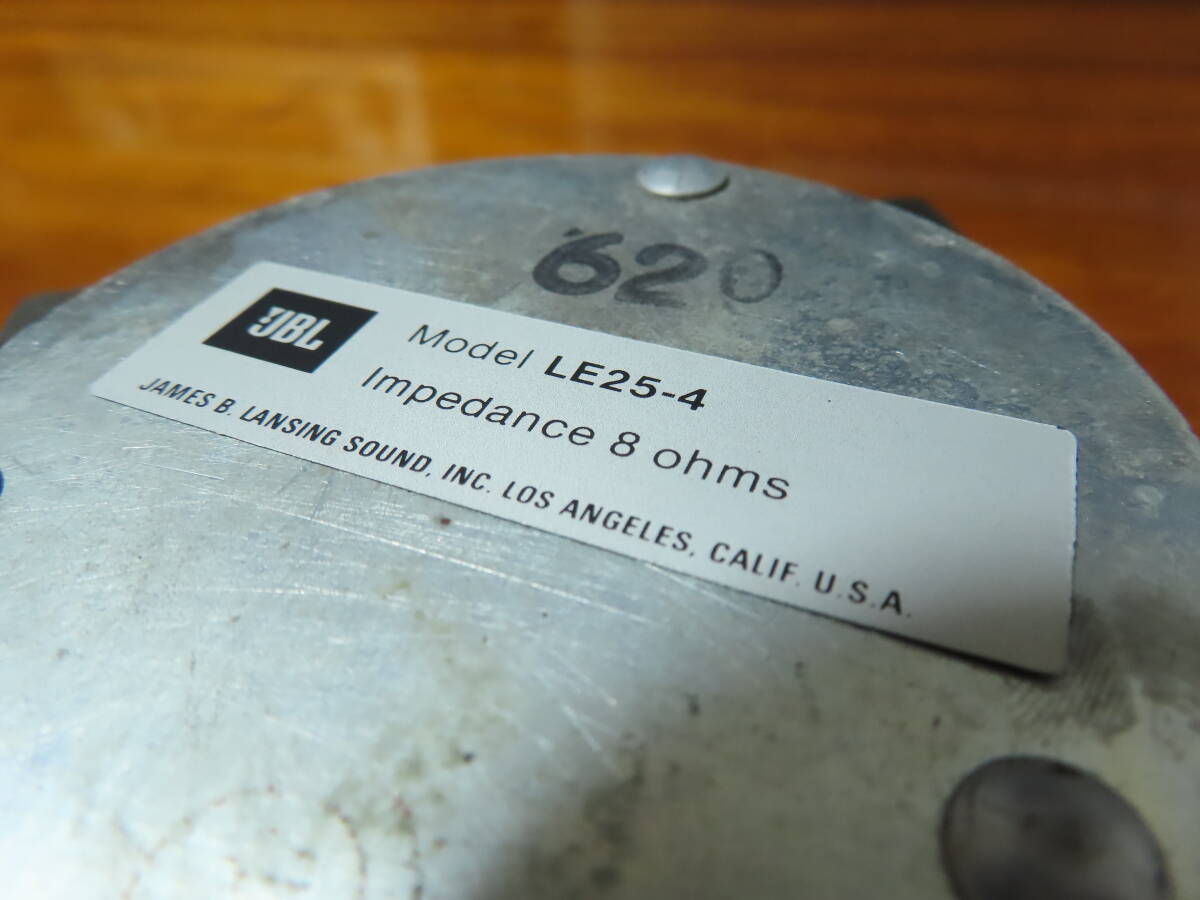 620
JBL
Model LE25-4
Impedance 8 ohms
JAMES B. LANSING SOUND, INC. LOS ANGELES, CALIF. U.S.A.